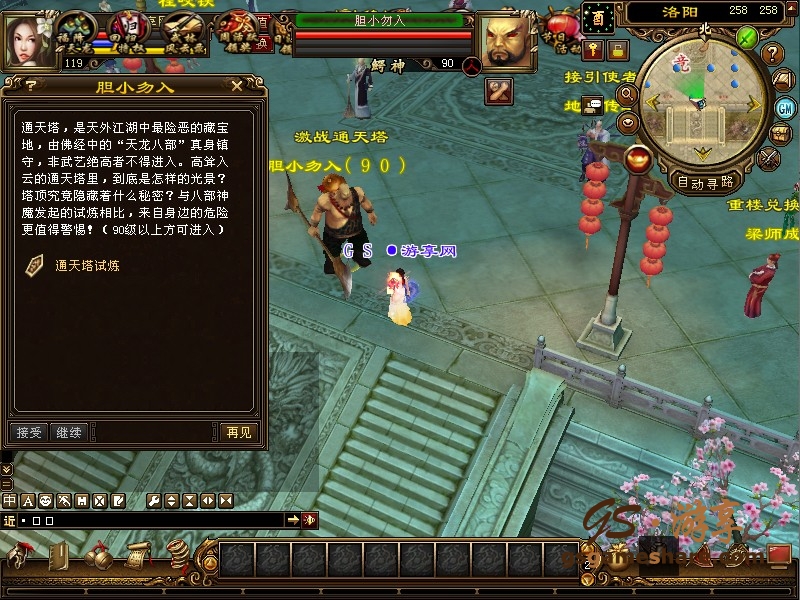 胆小勿入
鳄神
119
90
洛阳
258 258
北
GM
自动寻路
胆小勿入
通天塔，是天外江湖中最险恶的藏宝
地，由佛经中的“天龙八部”真身镇
守，非武艺绝高者不得进入。高耸入
云的通天塔里，到底是怎样的光景？
塔顶究竟隐藏着什么秘密？与八部神
魔发起的试炼相比，来自身边的危险
更值得警惕！（90级以上方可进入）
通天塔试炼
接受
继续
再见
激战通天塔
胆小勿入(90)
GS●游享网
接引使者
重楼兑换
梁师成
近
GS·游享